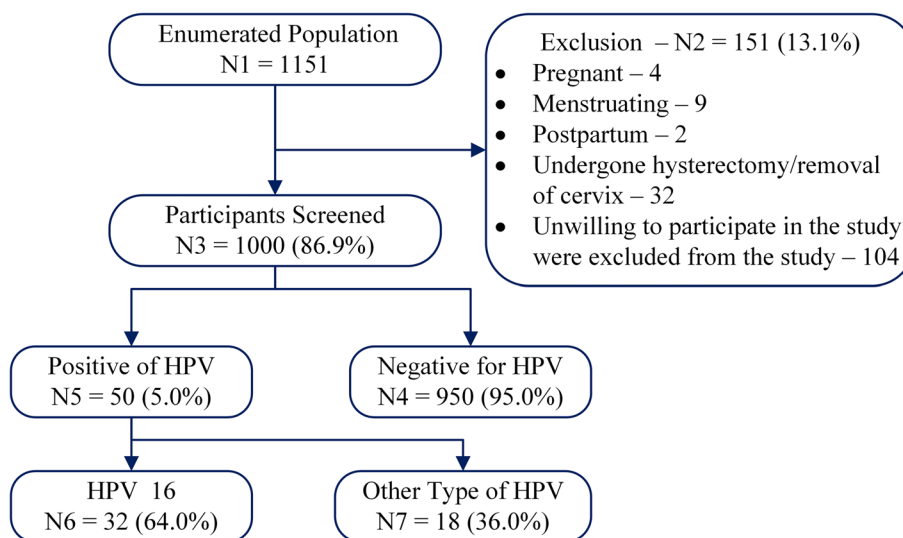 Enumerated Population
N1 = 1151
Exclusion – N2 = 151 (13.1%)
• Pregnant – 4
• Menstruating – 9
• Postpartum – 2
• Undergone hysterectomy/removal
of cervix – 32
• Unwilling to participate in the study
were excluded from the study – 104
Participants Screened
N3 = 1000 (86.9%)
Positive of HPV
N5 = 50 (5.0%)
Negative for HPV
N4 = 950 (95.0%)
HPV 16
N6 = 32 (64.0%)
Other Type of HPV
N7 = 18 (36.0%)